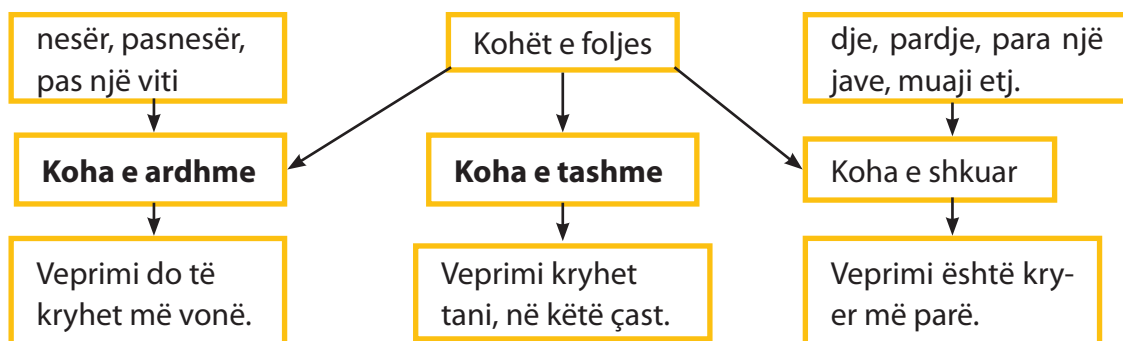 nesër, pasnesër,
pas një viti
Kohët e foljes
dje, pardje, para një
jave, muaji etj.
Koha e ardhme
Koha e tashme
Koha e shkuar
Veprimi do të
kryhet më vonë.
Veprimi kryhet
tani, në këtë çast.
Veprimi është kry-
er më parë.